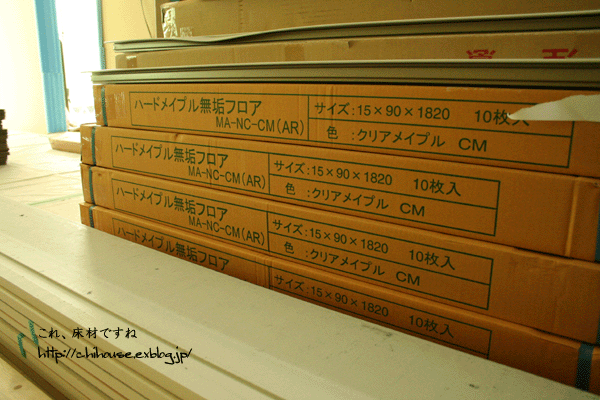 ハードメイプル無垢フロア
MA-NC-CM(AR)
サイズ:15×90×1820 10枚入
色 :クリアメイプル CM
ハードメイプル無垢フロア
MA-NC-CM(AR)
サイズ:15×90×1820 10枚入
色 :クリアメイプル CM
ハードメイプル無垢フロア
MA-NC-CM(AR)
サイズ:15×90×1820 10枚入
色 :クリアメイプル CM
ハードメイプル無垢フロア
サイズ:15×90×1820 10枚入
これ、床材ですね
http://chihouse.exblog.jp/